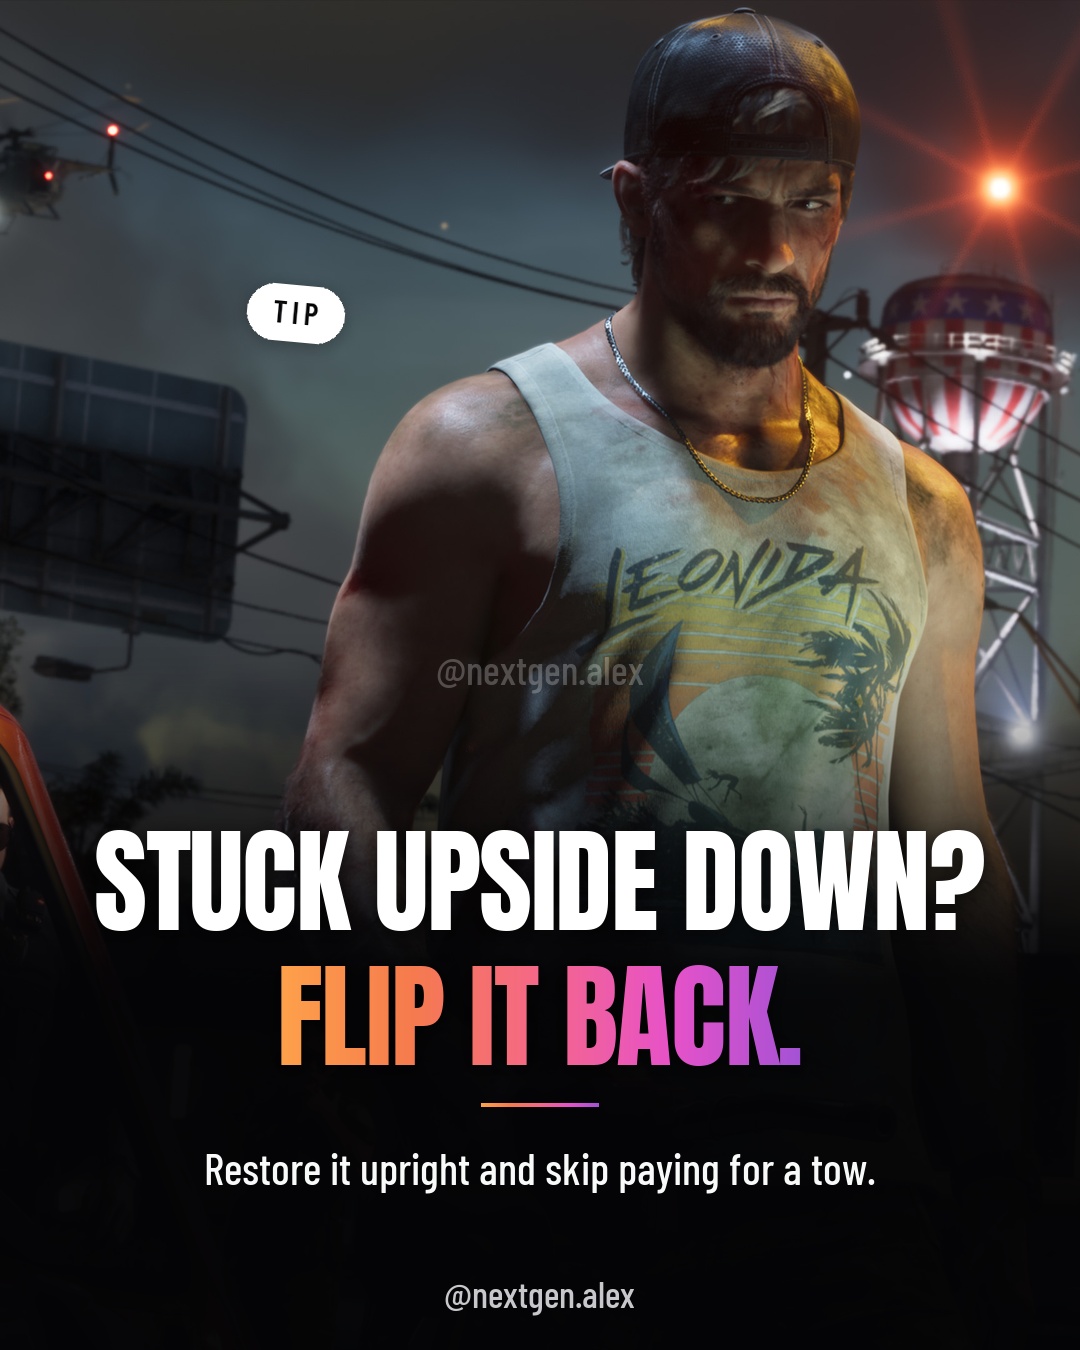 TIP
LEONIDA
@nextgen.alex
STUCK UPSIDE DOWN?
FLIP IT BACK.
Restore it upright and skip paying for a tow.
@nextgen.alex